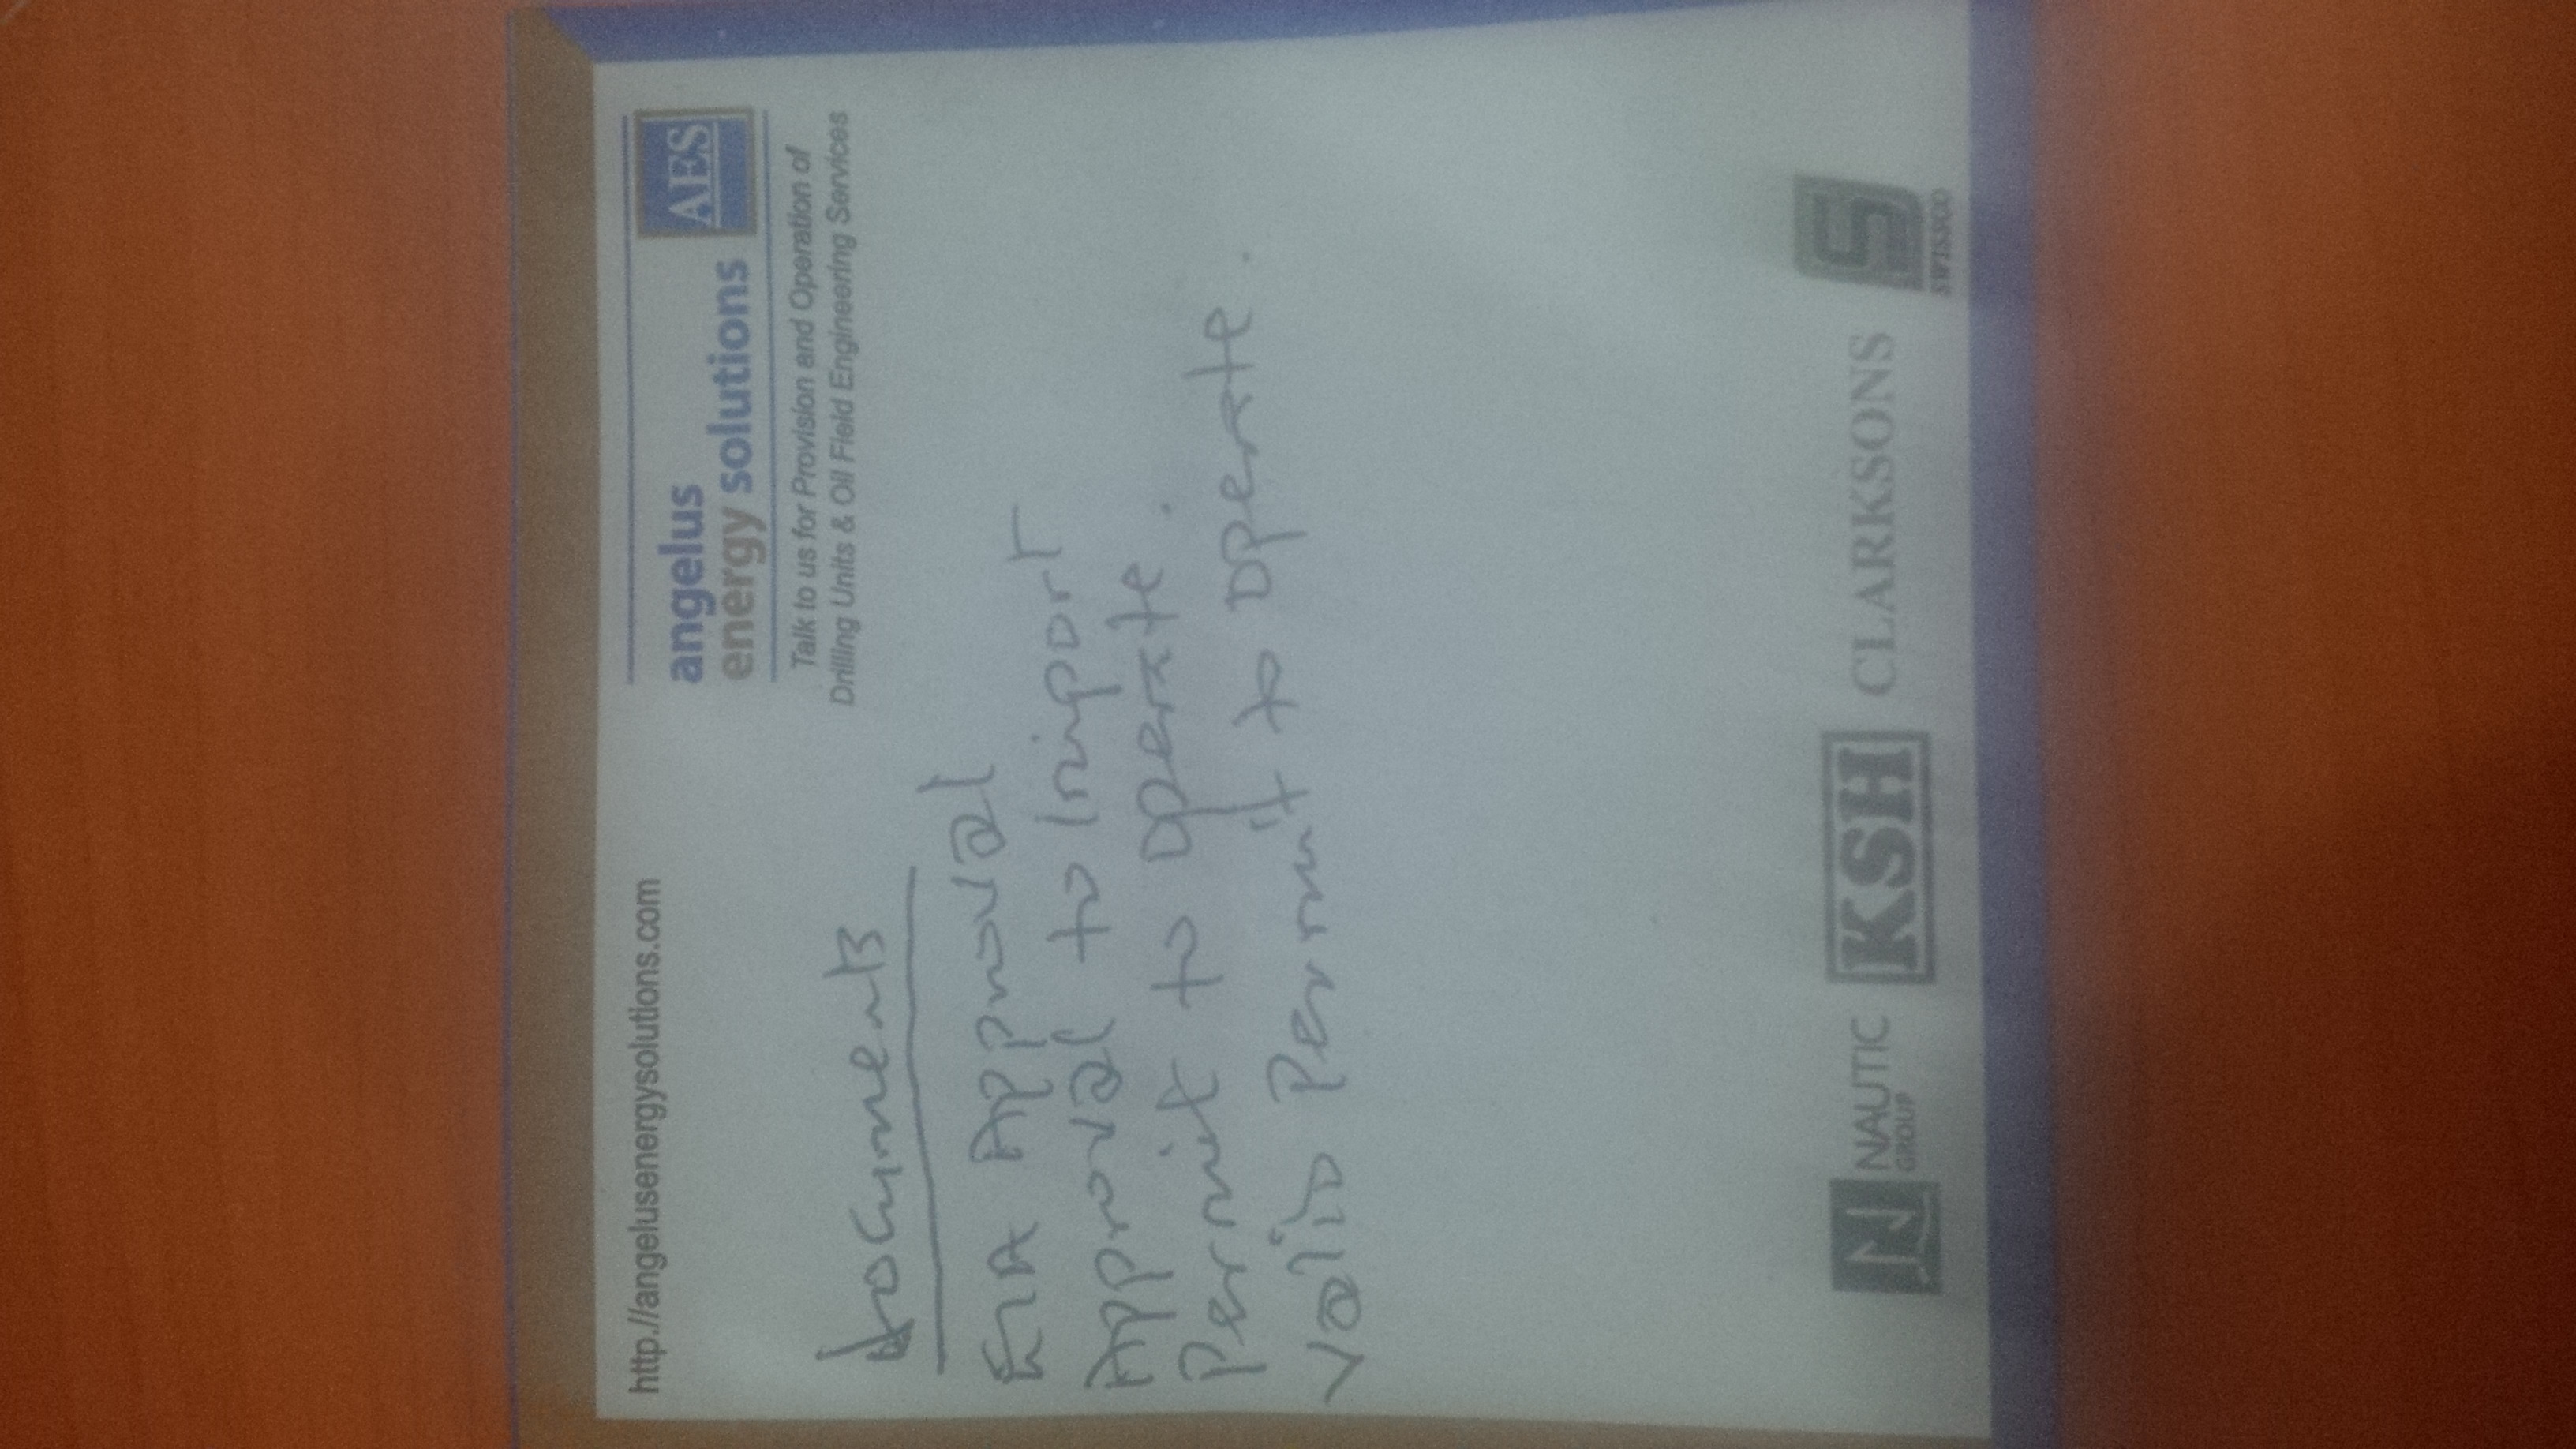 http://angelusenergysolutions.com
angelus
energy solutions
AES
Talk to us for Provision and Operation of
Drilling Units & Oil Field Engineering Services
documents
EIA Approval
Approval to Import
Permit to operate.
Valid Permit to operate.
NAUTIC
GROUP
KSH
CLARKSONS
S
SWISSCO